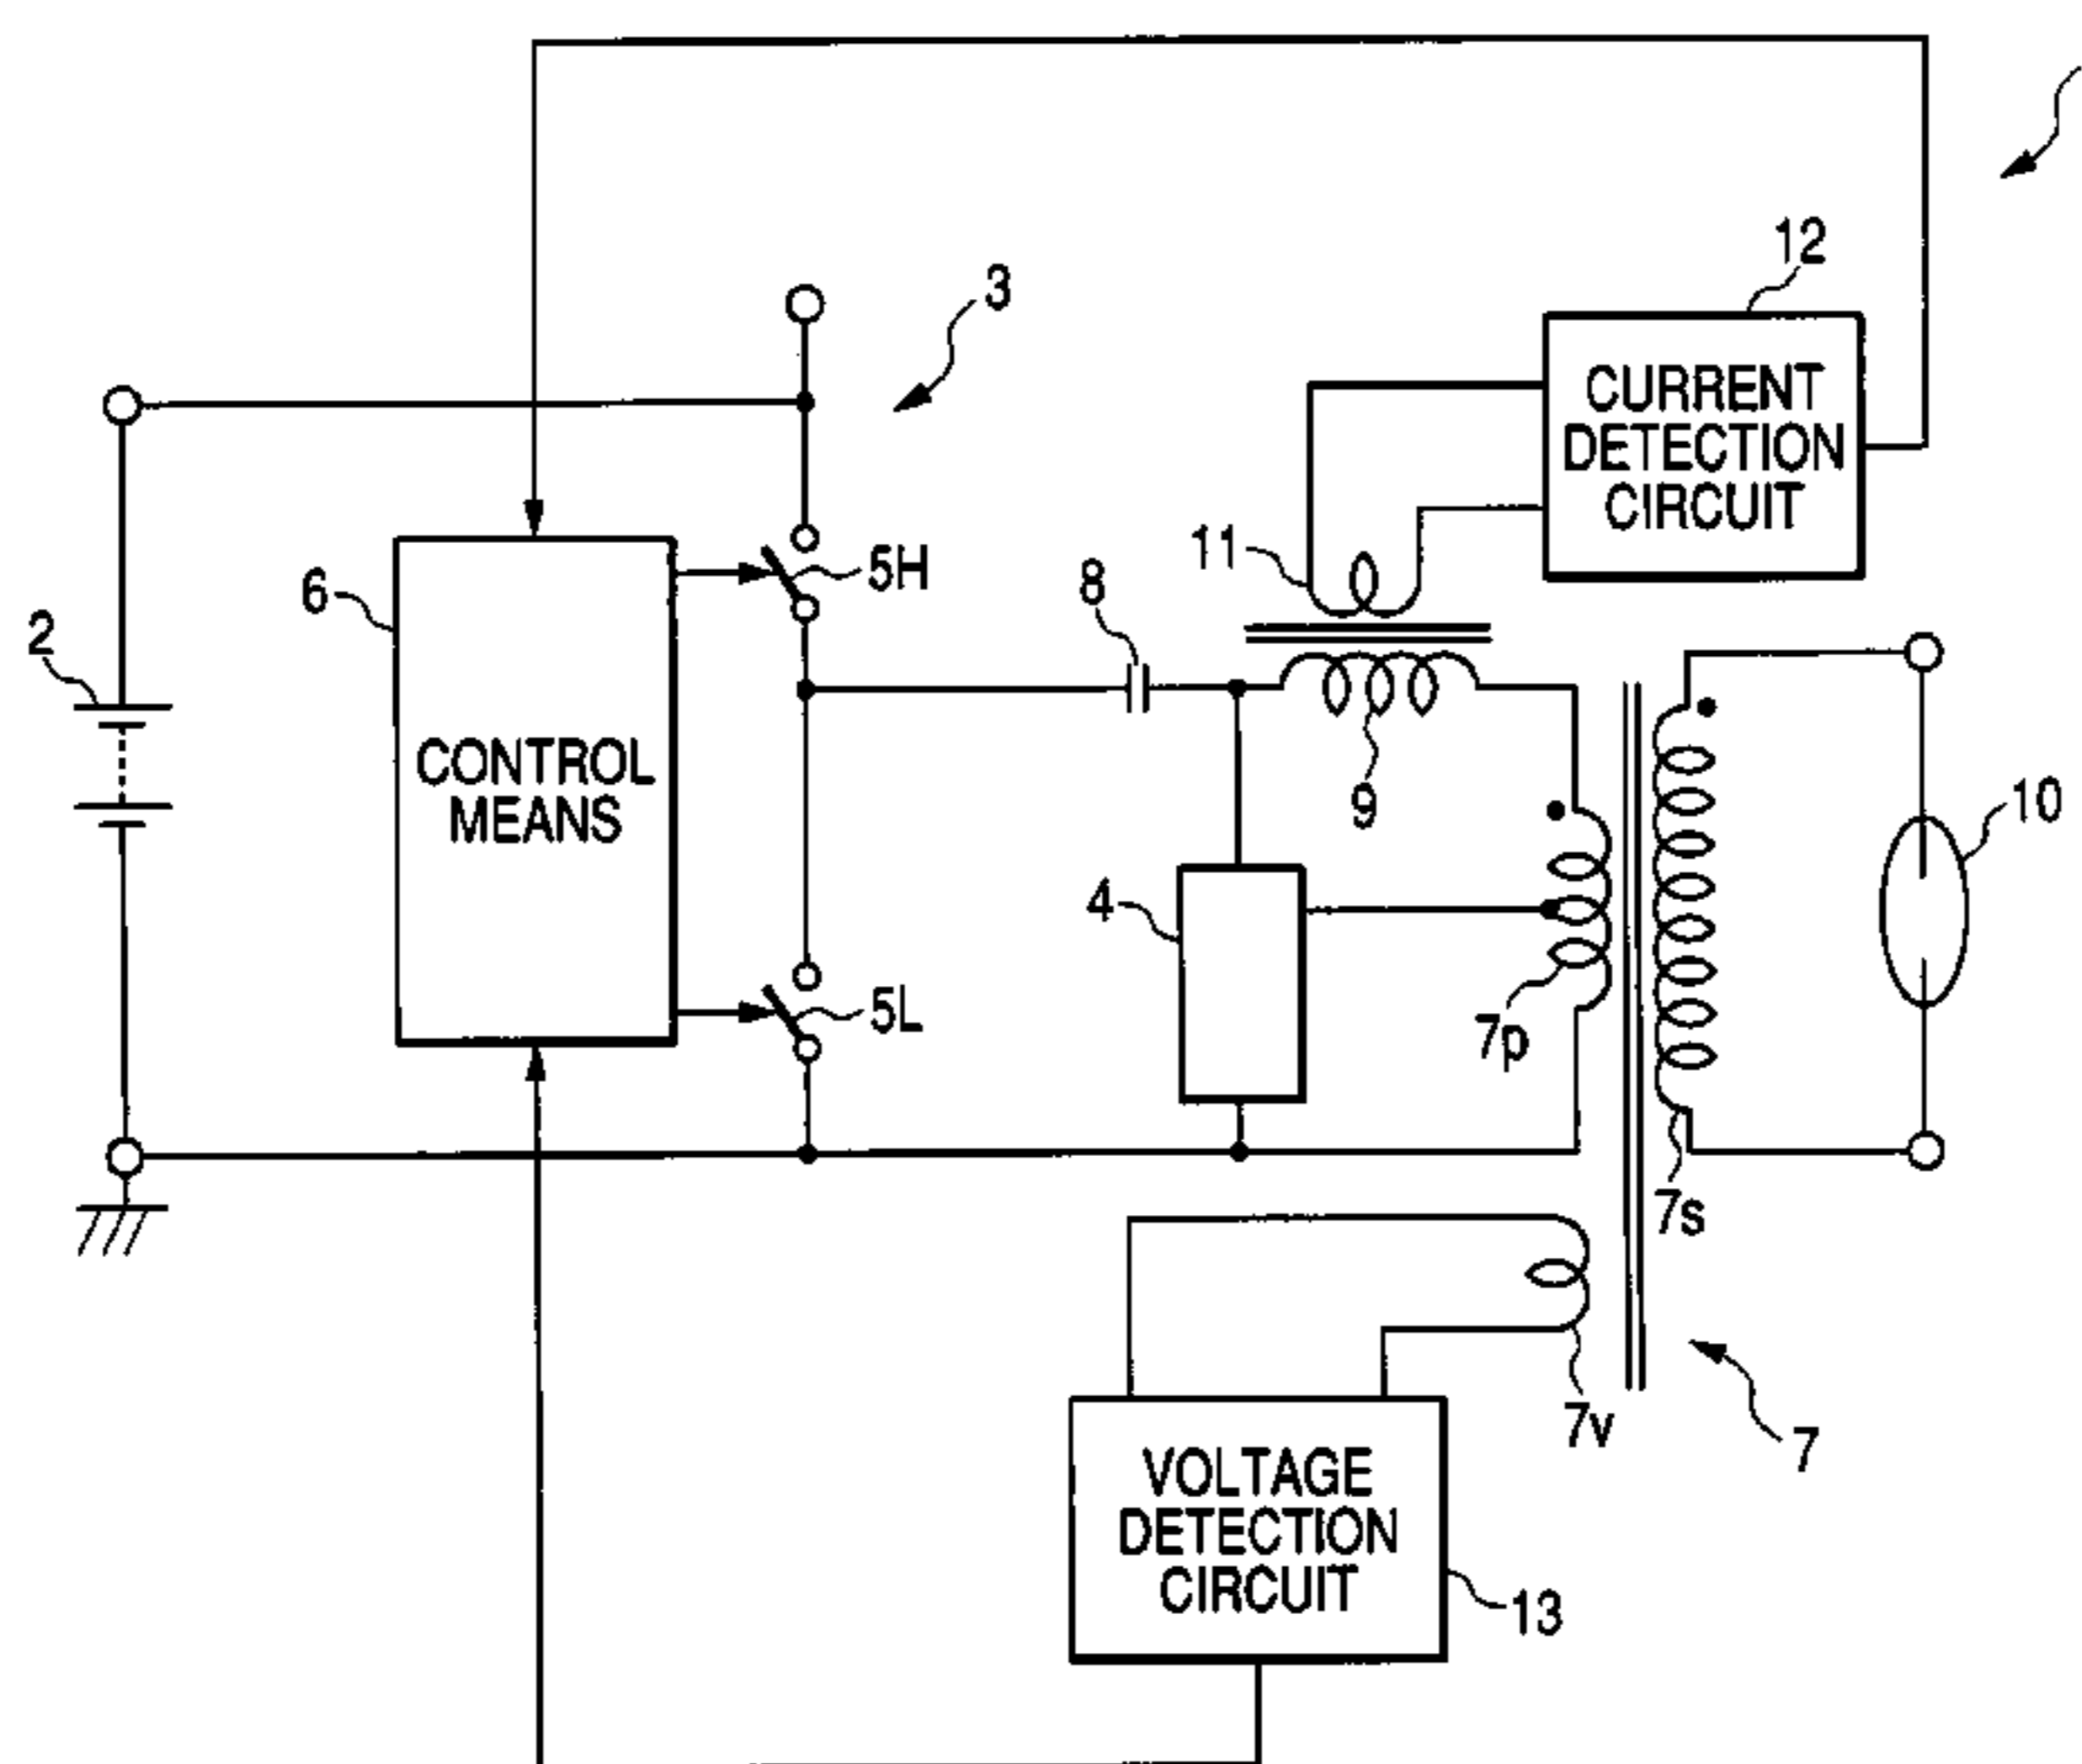 12
3
CURRENT
DETECTION
CIRCUIT
11
5H
8
6
2
CONTROL
MEANS
9
10
4
5L
7p
7s
7v
7
VOLTAGE
DETECTION
CIRCUIT
13